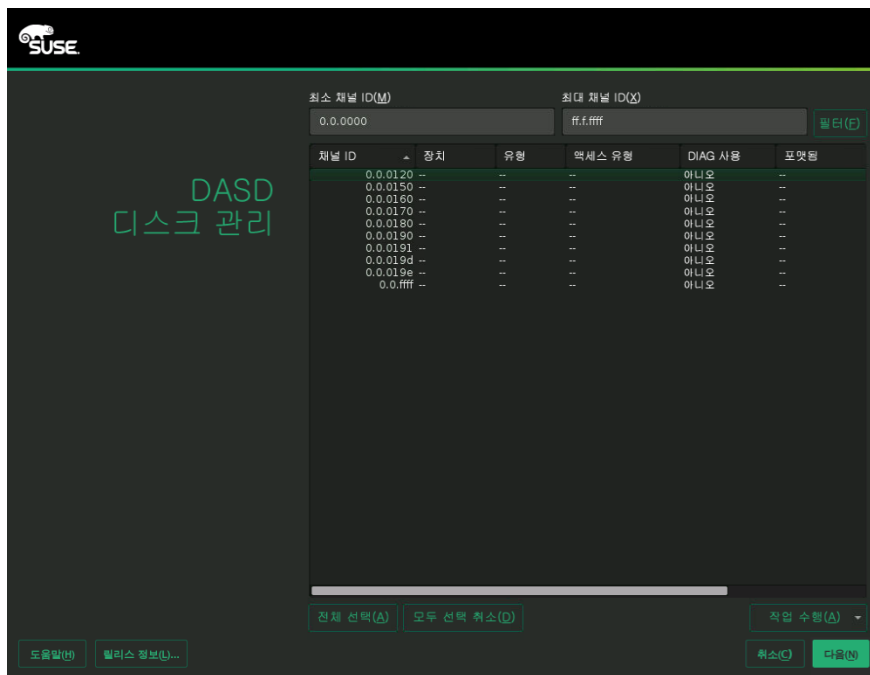 SUSE.
최소 채널 ID(M) 최대 채널 ID(X)
0.0.0000 ff.f.ffff 필터(F)
채널 ID 장치 유형 액세스 유형 DIAG 사용 포맷됨
0.0.0120 -- -- -- 아니오 --
0.0.0150 -- -- -- 아니오 --
0.0.0160 -- -- -- 아니오 --
0.0.0170 -- -- -- 아니오 --
0.0.0180 -- -- -- 아니오 --
0.0.0190 -- -- -- 아니오 --
0.0.0191 -- -- -- 아니오 --
0.0.019d -- -- -- 아니오 --
0.0.019e -- -- -- 아니오 --
0.0.ffff -- -- -- 아니오 --
DASD
디스크 관리
전체 선택(A) 모두 선택 취소(D) 작업 수행(A)
도움말(H) 릴리스 정보(L)... 취소(C) 다음(N)